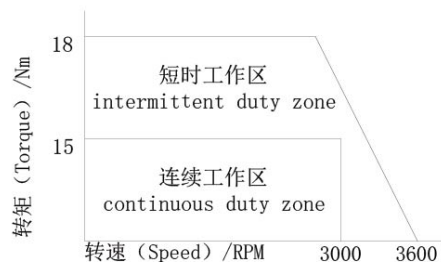 转矩（Torque）/Nm
18
短时工作区
intermittent duty zone
15
连续工作区
continuous duty zone
转速（Speed）/RPM
3000
3600